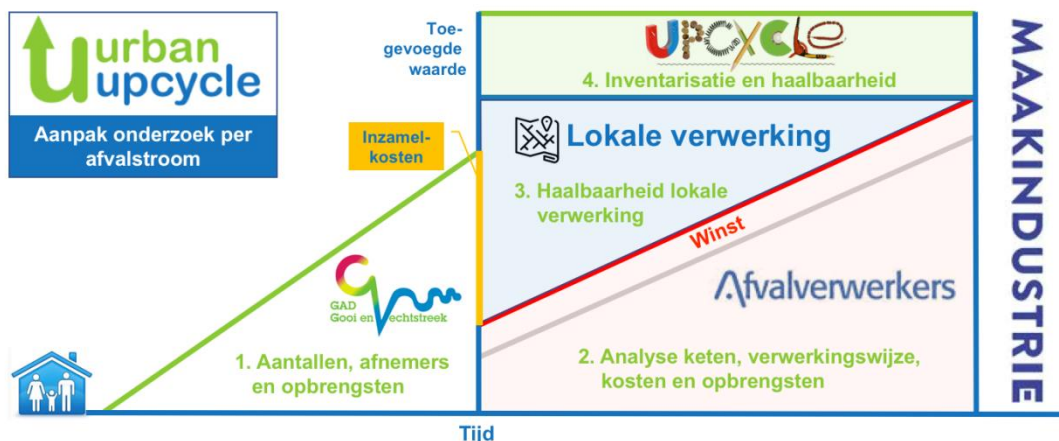 urban
upcycle
Aanpak onderzoek per
afvalstroom
Toe-
gevoegde
waarde
UPCYCLe
4. Inventarisatie en haalbaarheid
Inzamel-
kosten
Lokale verwerking
3. Haalbaarheid lokale
verwerking
Winst
GAD
Gooi en Vechtstreek
Afvalverwerkers
1. Aantallen, afnemers
en opbrengsten
2. Analyse keten, verwerkingswijze,
kosten en opbrengsten
MAAKINDUSTRIE
Tijd